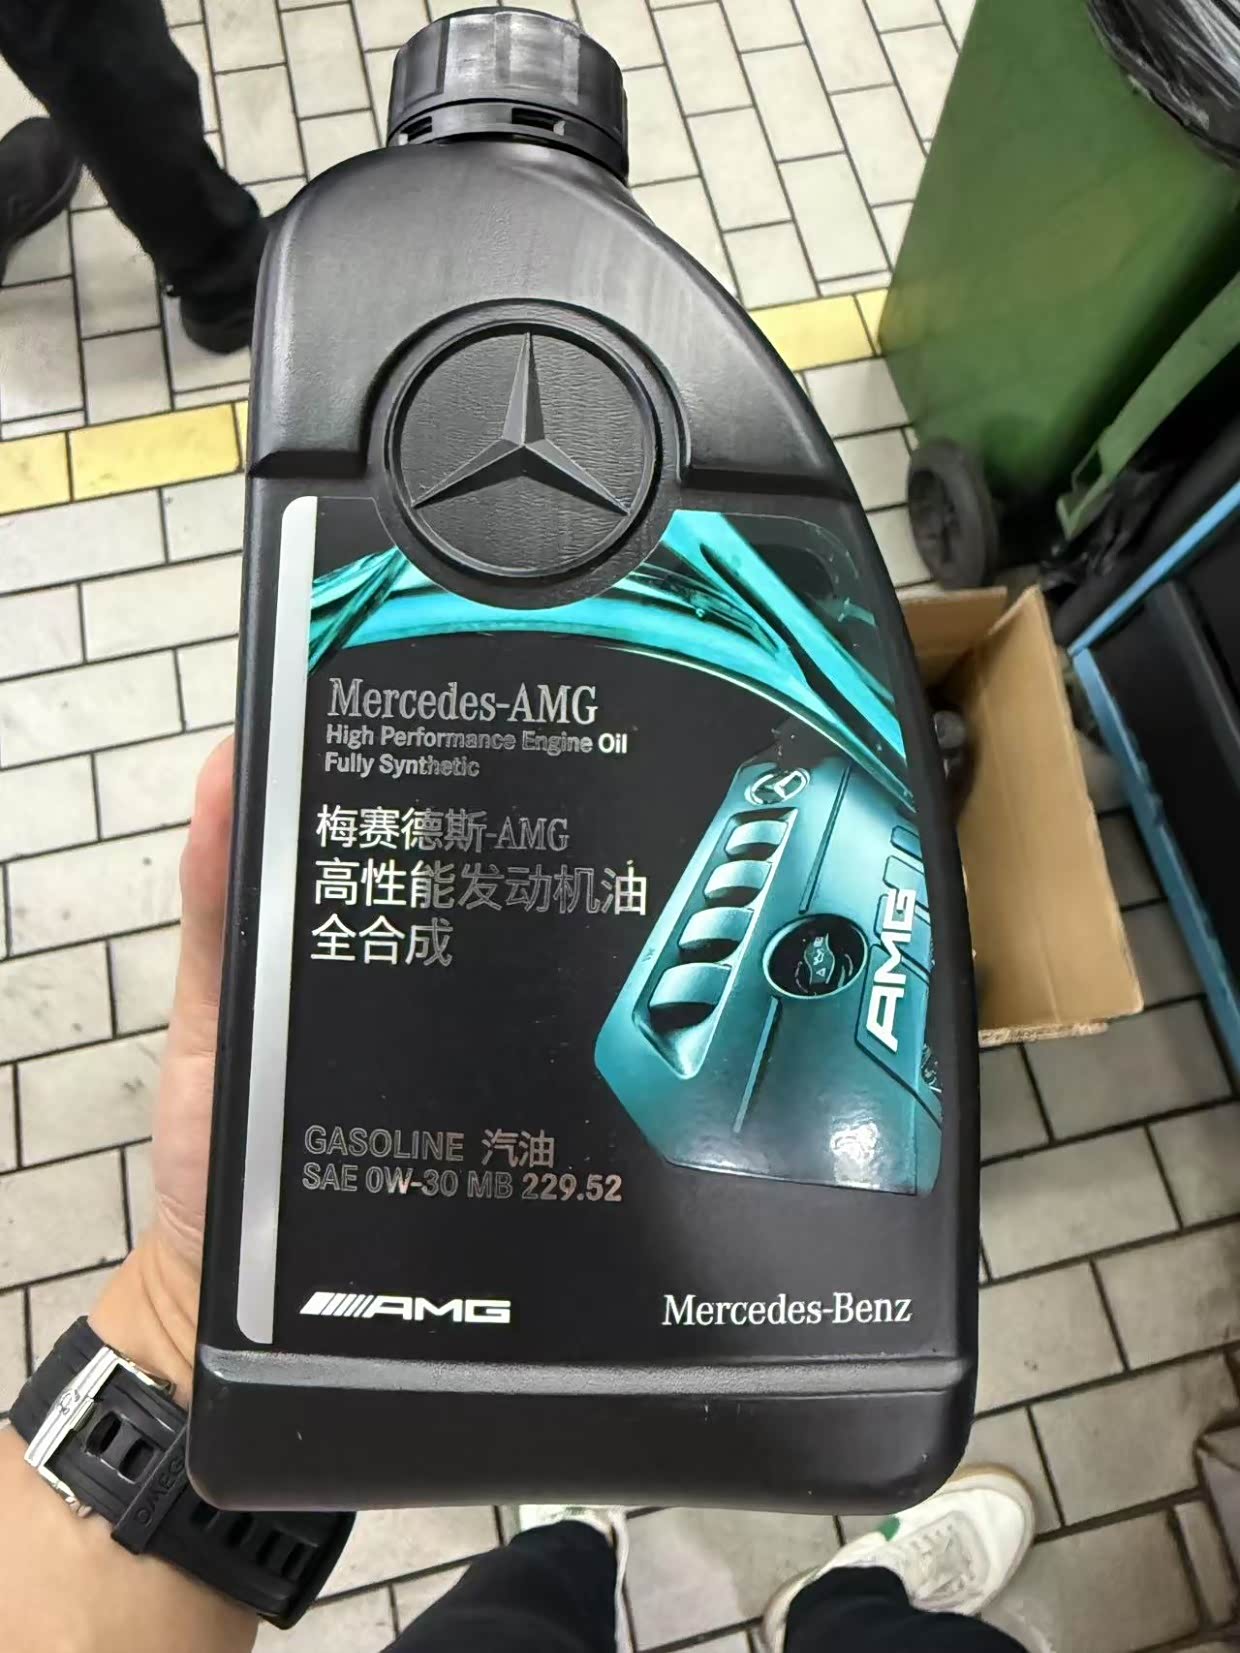 Mercedes-AMG
High Performance Engine Oil
Fully Synthetic
梅赛德斯-AMG
高性能发动机油
全合成
AMG
GASOLINE 汽油
SAE 0W-30 MB 229.52
AMG
Mercedes-Benz